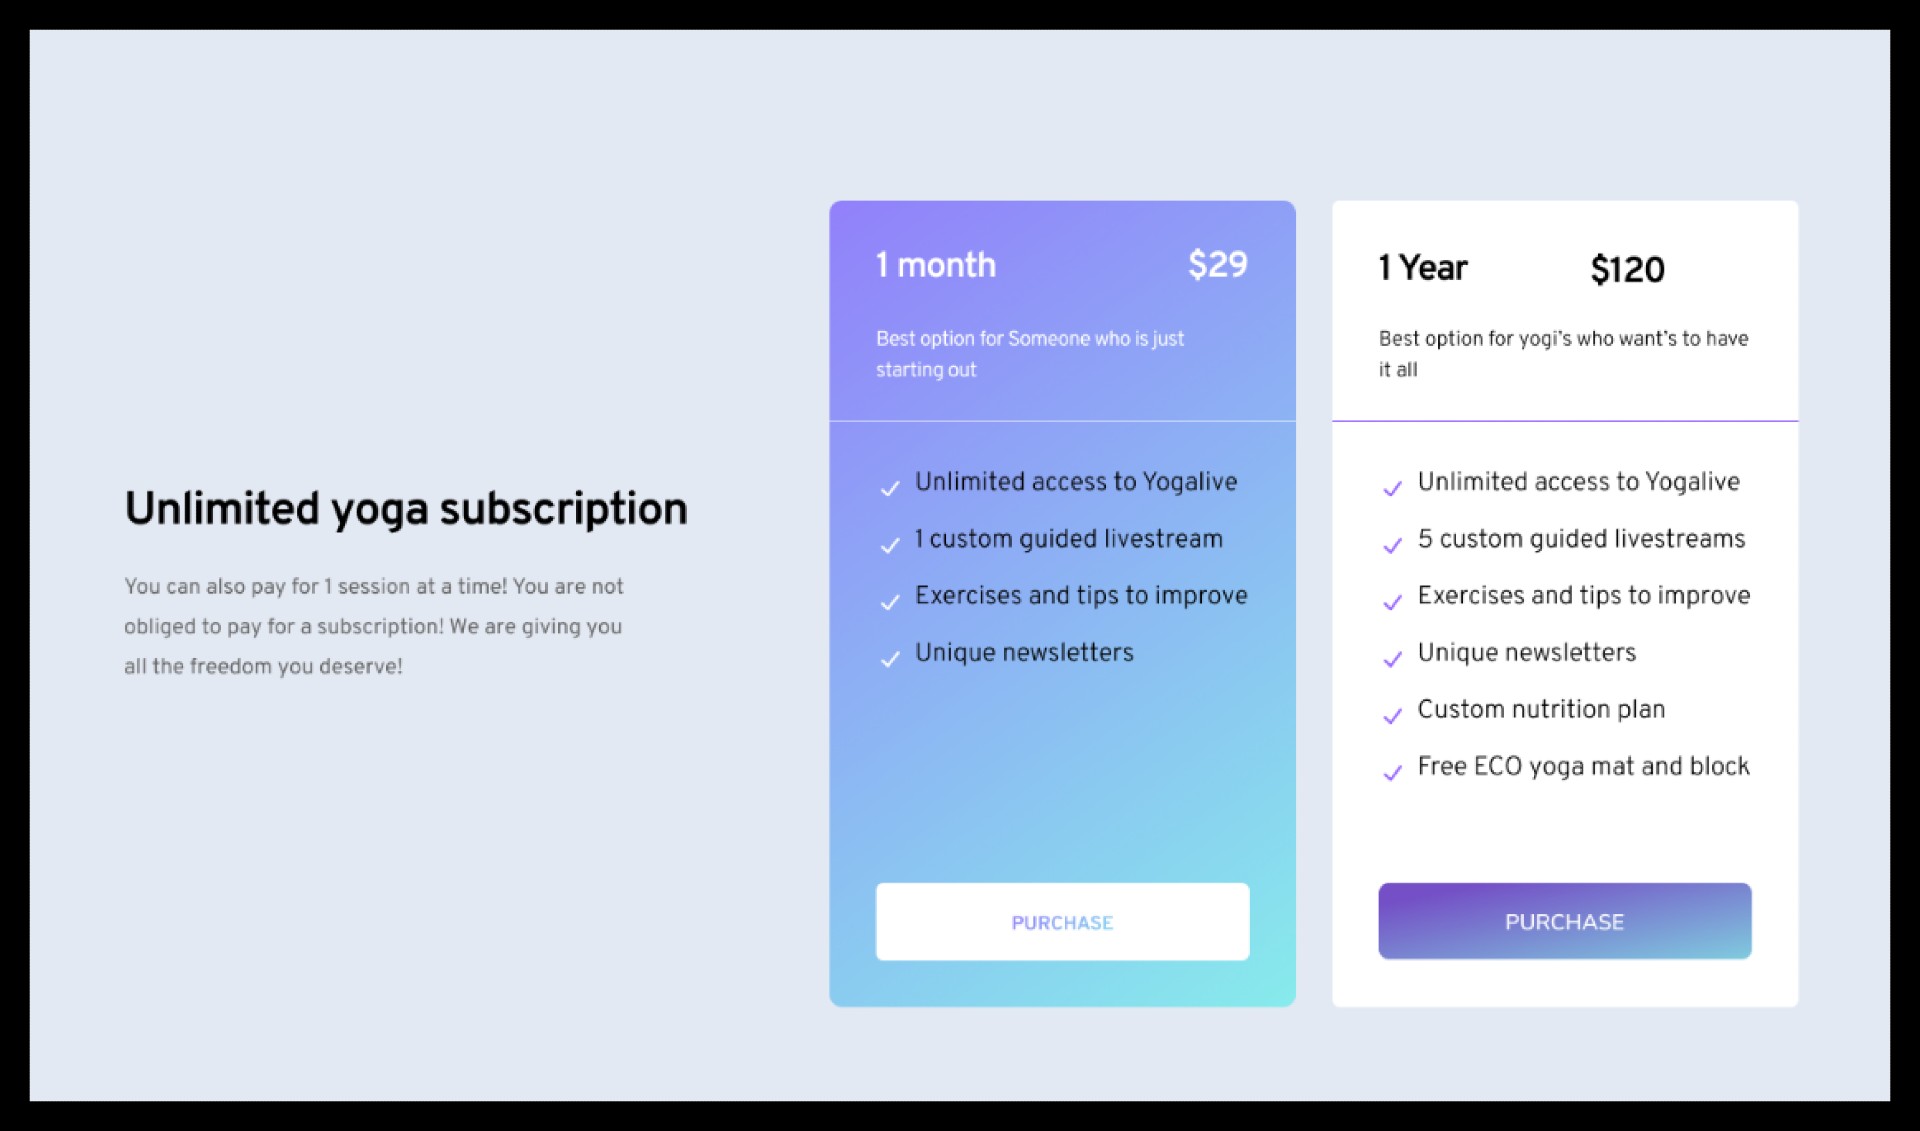 Unlimited yoga subscription
You can also pay for 1 session at a time! You are not
obliged to pay for a subscription! We are giving you
all the freedom you deserve!
1 month $29
Best option for Someone who is just
starting out
Unlimited access to Yogalive
1 custom guided livestream
Exercises and tips to improve
Unique newsletters
PURCHASE
1 Year $120
Best option for yogi's who want's to have
it all
Unlimited access to Yogalive
5 custom guided livestreams
Exercises and tips to improve
Unique newsletters
Custom nutrition plan
Free ECO yoga mat and block
PURCHASE